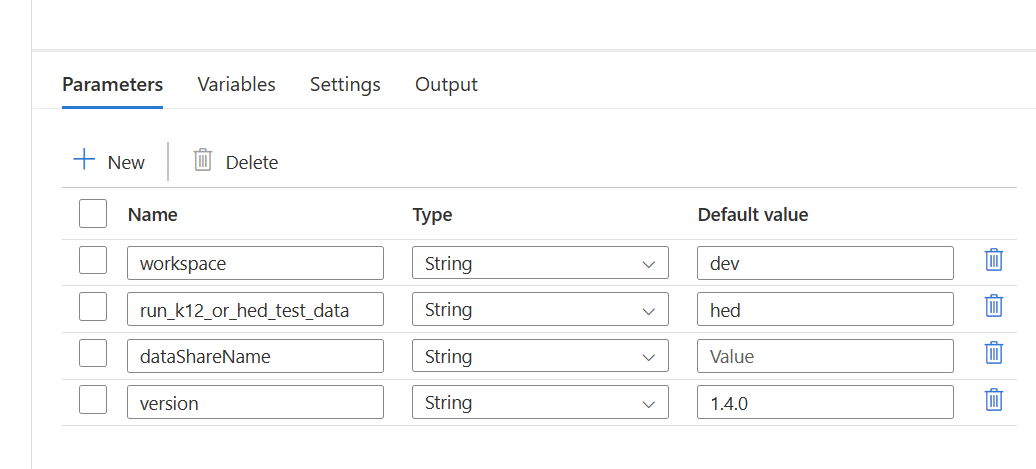 Parameters Variables Settings Output
New Delete
Name Type Default value
workspace String dev
run_k12_or_hed_test_data String hed
dataShareName String Value
version String 1.4.0